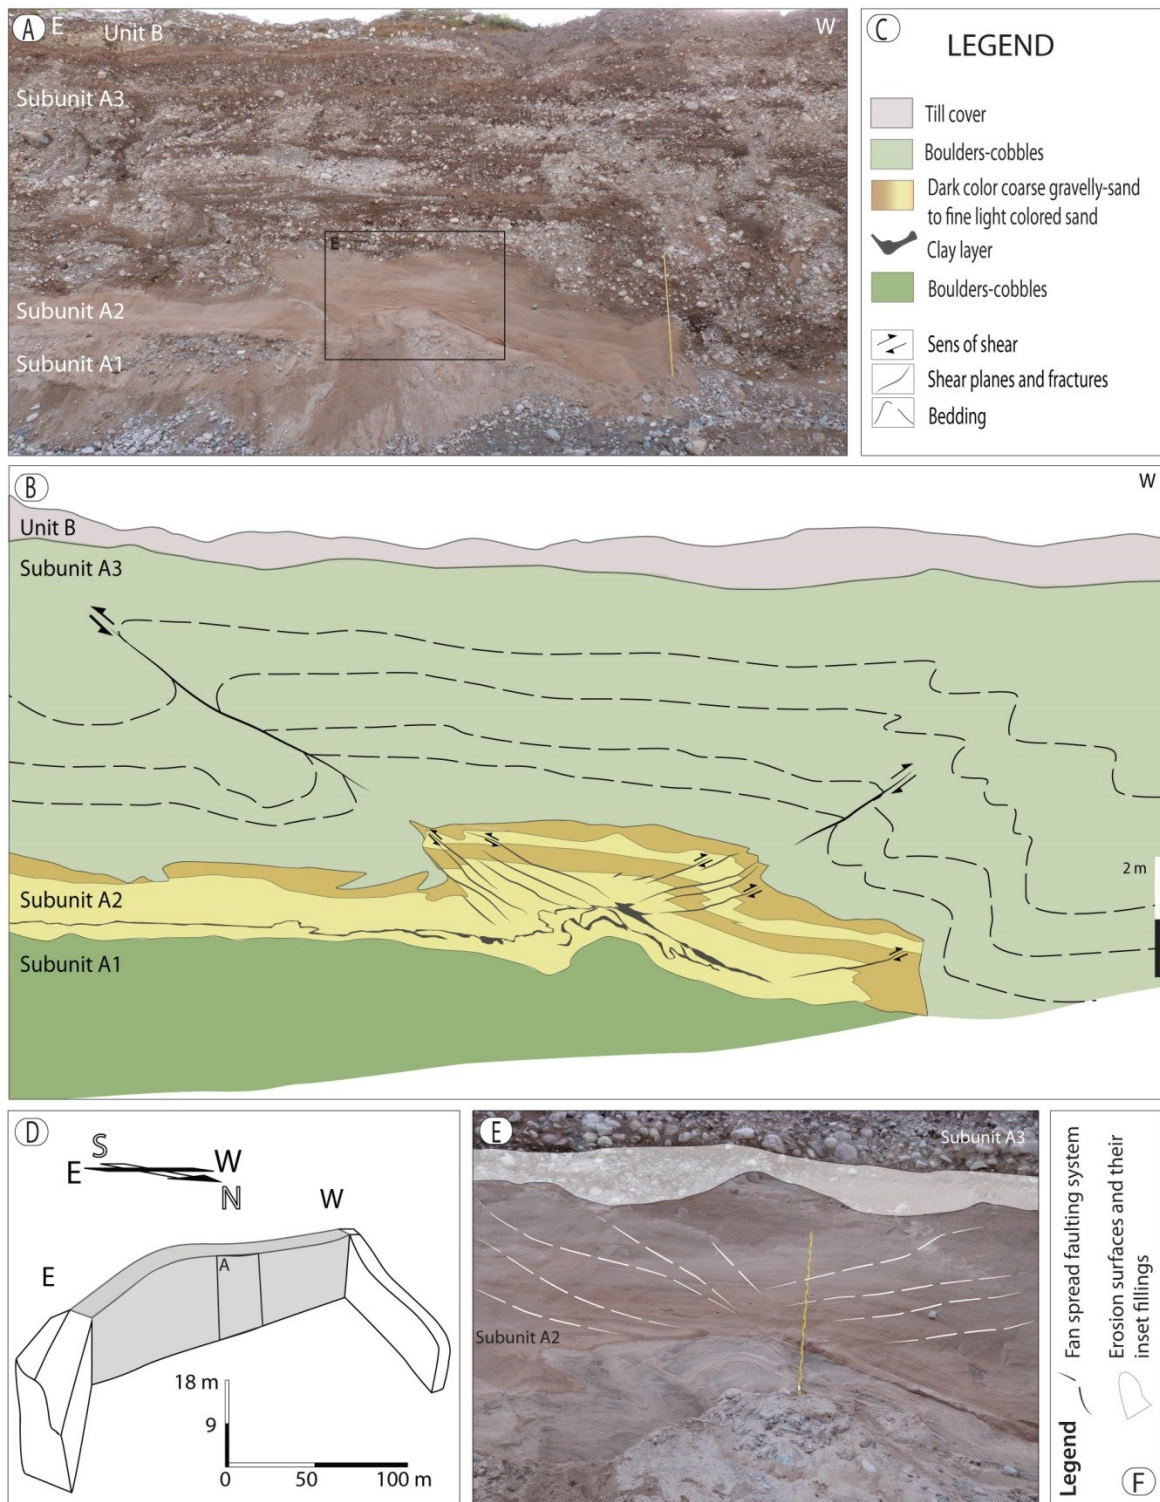 A
E
Unit B
W
Subunit A3
E
Subunit A2
Subunit A1
C
LEGEND
Till cover
Boulders-cobbles
Dark color coarse gravelly-sand
to fine light colored sand
Clay layer
Boulders-cobbles
Sens of shear
Shear planes and fractures
Bedding
B
W
Unit B
Subunit A3
2 m
Subunit A2
Subunit A1
D
S
E
W
N
W
E
A
18 m
9
0
50
100 m
E
Subunit A3
Subunit A2
Legend
Fan spread faulting system
Erosion surfaces and their
inset fillings
F